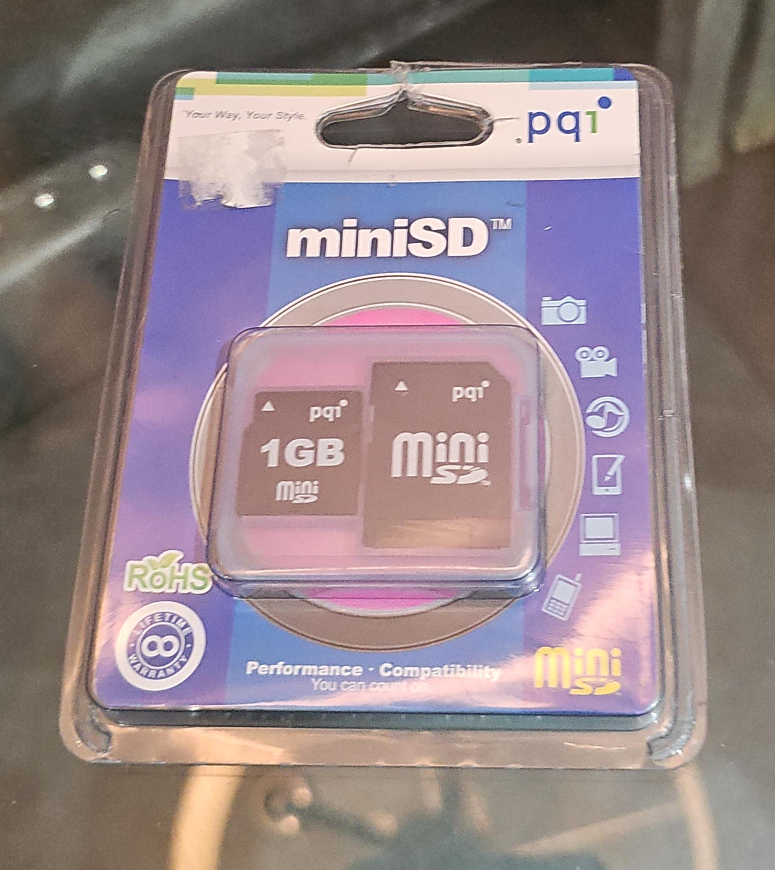 "Your Way, Your Style.
pqi
miniSD™
pqi
pqi
1GB
mini
SD
mini
SD
RoHS
LIFETIME
WARRANTY
Performance · Compatibility
You can count on.
mini
SD